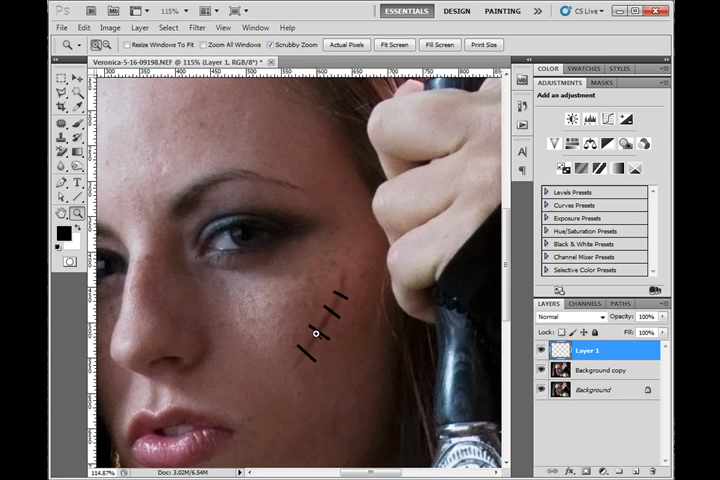 Ps
Br
Mb
115%
ESSENTIALS
DESIGN
PAINTING
CS Live
File Edit Image Layer Select Filter View Window Help
Resize Windows To Fit
Zoom All Windows
Scrubby Zoom
Actual Pixels
Fit Screen
Fill Screen
Print Size
Veronica-5-16-09198.NEF @ 115% (Layer 1, RGB/8*) *
COLOR SWATCHES STYLES
ADJUSTMENTS MASKS
Add an adjustment
Levels Presets
Curves Presets
Exposure Presets
Hue/Saturation Presets
Black & White Presets
Channel Mixer Presets
Selective Color Presets
LAYERS CHANNELS PATHS
Normal
Opacity: 100%
Lock:
Fill: 100%
Layer 1
Background copy
Background
114.87%
Doc: 3.02M/6.54M